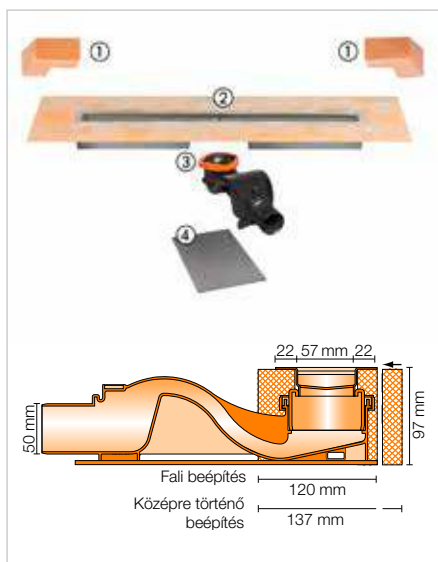 1 1
2
3
4
22 57 mm 22
50 mm
97 mm
Fali beépítés
120 mm
Középre történő
beépítés
137 mm